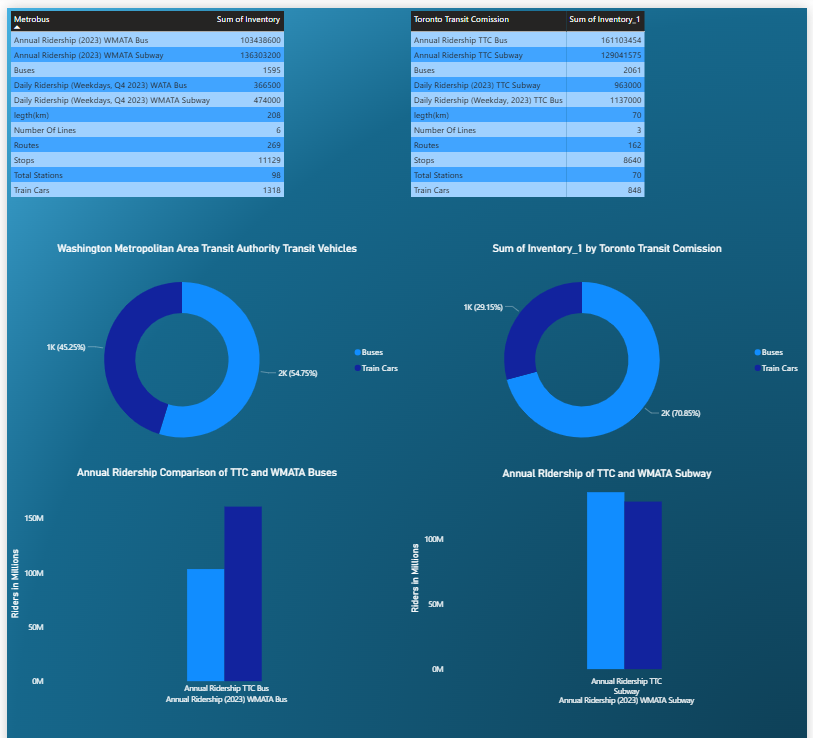 Metrobus Sum of Inventory
Annual Ridership (2023) WMATA Bus 103438600
Annual Ridership (2023) WMATA Subway 136303200
Buses 1595
Daily Ridership (Weekdays, Q4 2023) WATA Bus 366500
Daily Ridership (Weekdays, Q4 2023) WMATA Subway 474000
legth(km) 208
Number Of Lines 6
Routes 269
Stops 11129
Total Stations 98
Train Cars 1318
Toronto Transit Comission Sum of Inventory_1
Annual Ridership TTC Bus 161103454
Annual Ridership TTC Subway 129041575
Buses 2061
Daily Ridership (2023) TTC Subway 963000
Daily Ridership (Weekday, 2023) TTC Bus 1137000
legth(km) 70
Number Of Lines 3
Routes 162
Stops 8640
Total Stations 70
Train Cars 848
Washington Metropolitan Area Transit Authority Transit Vehicles
1K (45.25%)
2K (54.75%)
Buses
Train Cars
Sum of Inventory_1 by Toronto Transit Comission
1K (29.15%)
2K (70.85%)
Buses
Train Cars
Annual Ridership Comparison of TTC and WMATA Buses
Riders in Millions
150M
100M
50M
0M
Annual Ridership TTC Bus
Annual Ridership (2023) WMATA Bus
Annual RIdership of TTC and WMATA Subway
Riders in Millions
100M
50M
0M
Annual Ridership TTC
Subway
Annual Ridership (2023) WMATA Subway